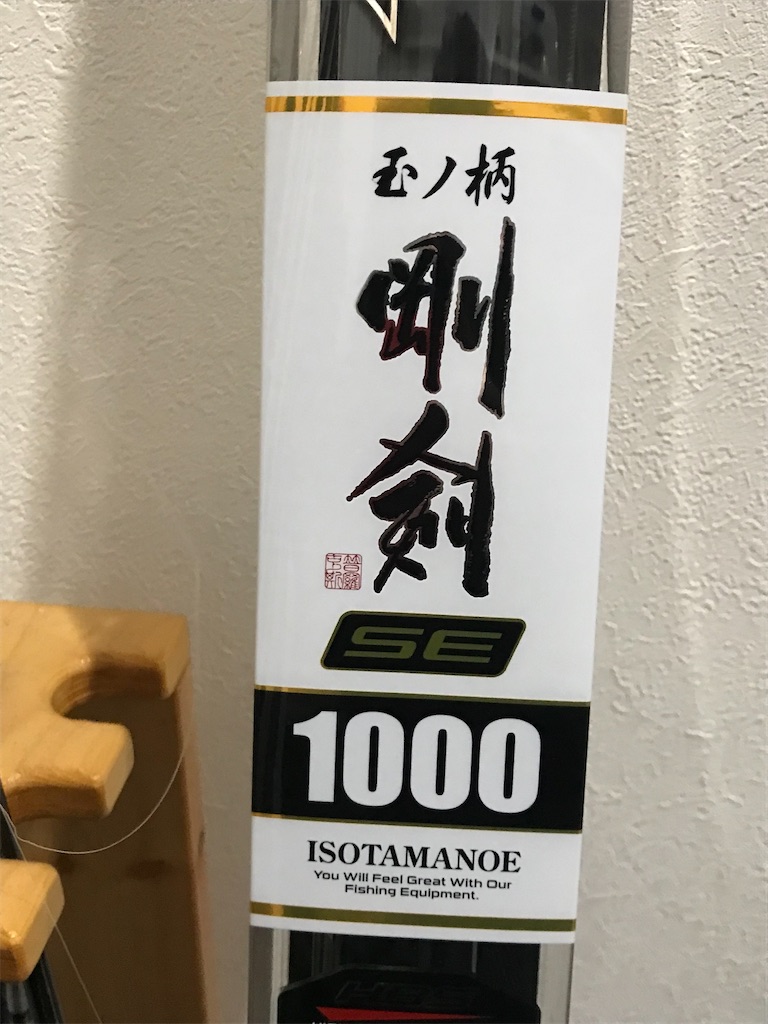 玉ノ柄
剛剣
SE
1000
ISOTAMANOE
You Will Feel Great With Our
Fishing Equipment.